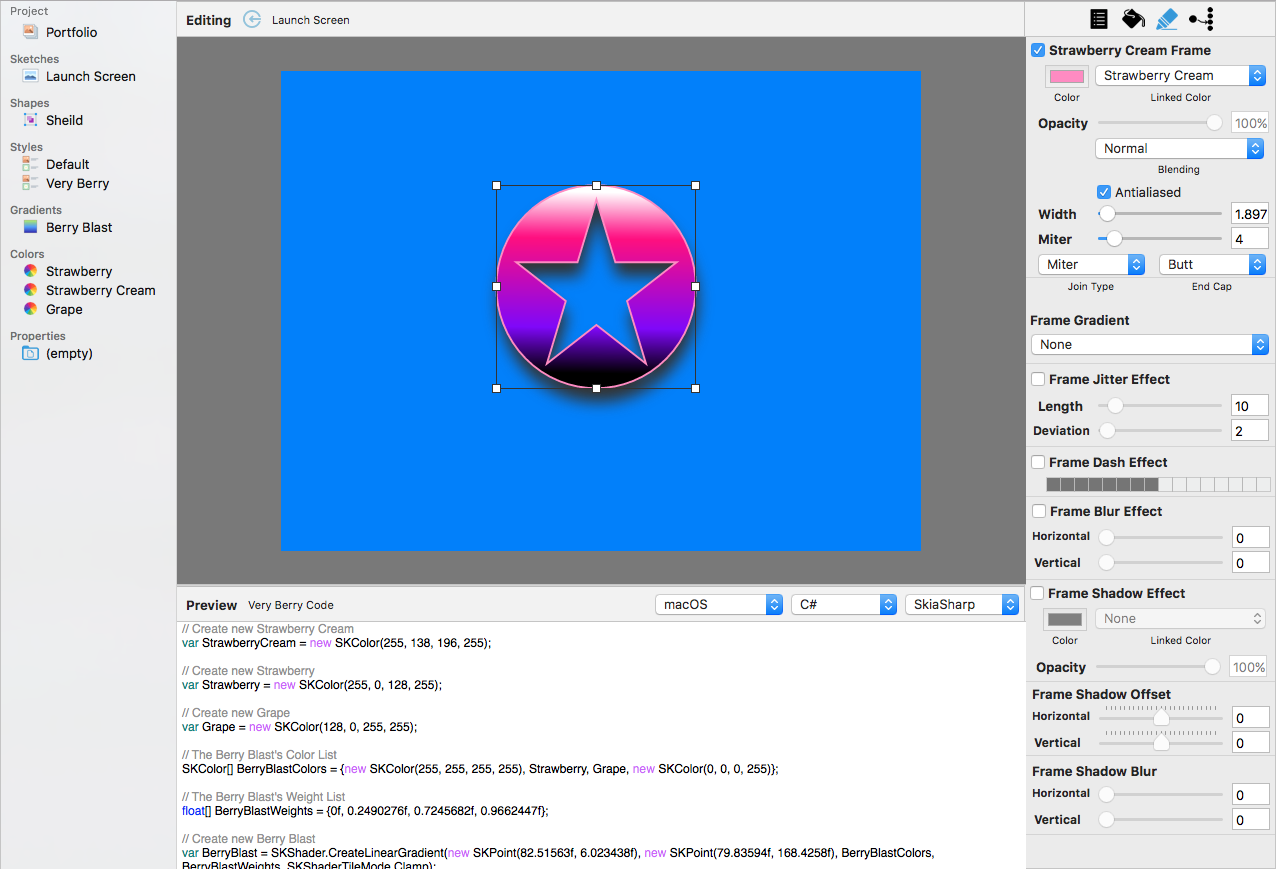 Project
Portfolio
Sketches
Launch Screen
Shapes
Sheild
Styles
Default
Very Berry
Gradients
Berry Blast
Colors
Strawberry
Strawberry Cream
Grape
Properties
(empty)
Editing Launch Screen
Preview Very Berry Code macOS C# SkiaSharp
// Create new Strawberry Cream
var StrawberryCream = new SKColor(255, 138, 196, 255);
// Create new Strawberry
var Strawberry = new SKColor(255, 0, 128, 255);
// Create new Grape
var Grape = new SKColor(128, 0, 255, 255);
// The Berry Blast's Color List
SKColor[] BerryBlastColors = {new SKColor(255, 255, 255, 255), Strawberry, Grape, new SKColor(0, 0, 0, 255)};
// The Berry Blast's Weight List
float[] BerryBlastWeights = {0f, 0.2490276f, 0.7245682f, 0.9662447f};
// Create new Berry Blast
var BerryBlast = SKShader.CreateLinearGradient(new SKPoint(82.51563f, 6.023438f), new SKPoint(79.83594f, 168.4258f), BerryBlastColors,
BerryBlastWeights, SKShaderTileMode.Clamp);
Strawberry Cream Frame
Strawberry Cream
Color Linked Color
Opacity 100%
Normal
Blending
Antialiased
Width 1.897
Miter 4
Miter Butt
Join Type End Cap
Frame Gradient
None
Frame Jitter Effect
Length 10
Deviation 2
Frame Dash Effect
Frame Blur Effect
Horizontal 0
Vertical 0
Frame Shadow Effect
None
Color Linked Color
Opacity 100%
Frame Shadow Offset
Horizontal 0
Vertical 0
Frame Shadow Blur
Horizontal 0
Vertical 0